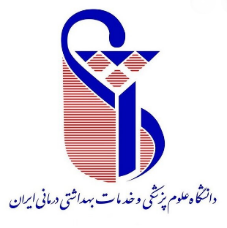 دانشگاه علوم پزشکی و خدمات بهداشتی درمانی ایران